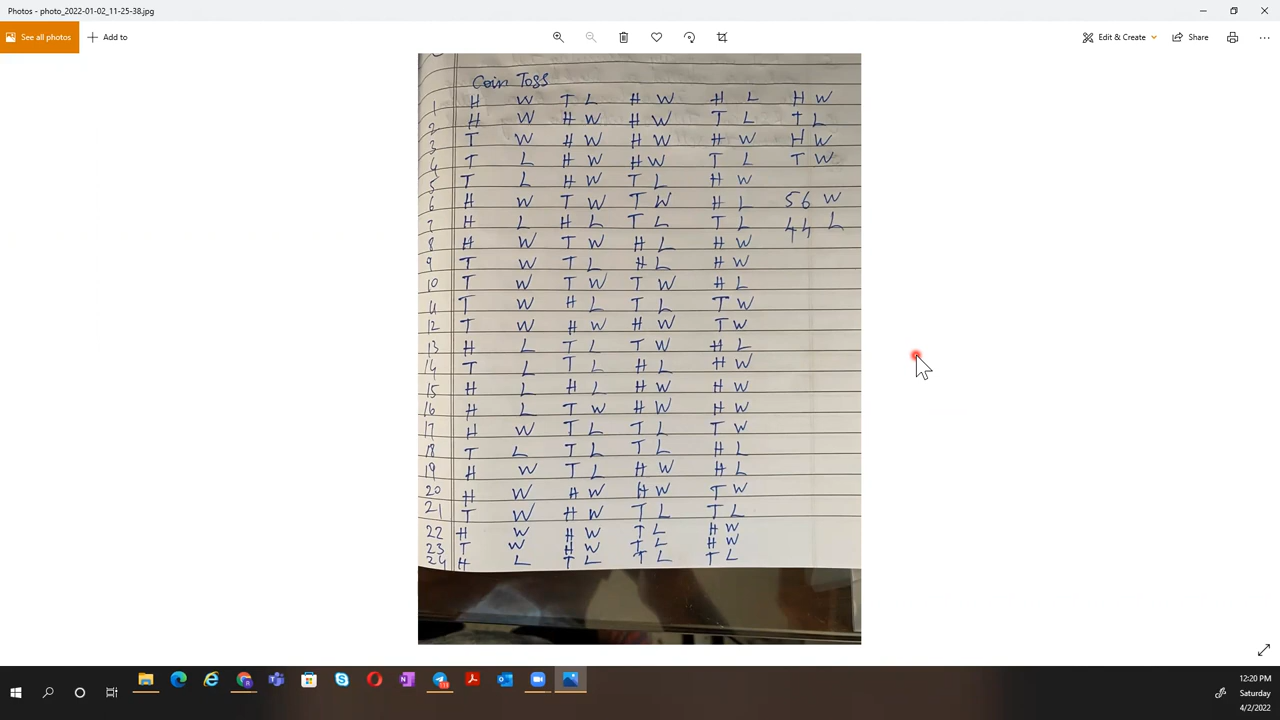 Photos - photo_2022-01-02_11-25-38.jpg
See all photos Add to Edit & Create Share
Coin Toss
1 H W T L H W H L H W
2 H W H W H W T L T L
3 T W H W H W H W H W
4 T L H W H W T L T W
5 T L H W T L H W
6 H W T W T W H L 56 W
7 H L H L T L T L 44 L
8 H W T W H L H W
9 T W T L H L H W
10 T W T W T W H L
11 T W H L T L T W
12 T W H W H W T W
13 H L T L T W H L
14 T L T L H L H W
15 H L H L H W H W
16 H L T W H W H W
17 H W T L T L T W
18 T L T L T L H L
19 H W T L H W H L
20 H W H W H W T W
21 T W H W T L T L
22 H W H W T L H W
23 T W H W T L H W
24 H L T L T L T L
12:20 PM
Saturday
4/2/2022